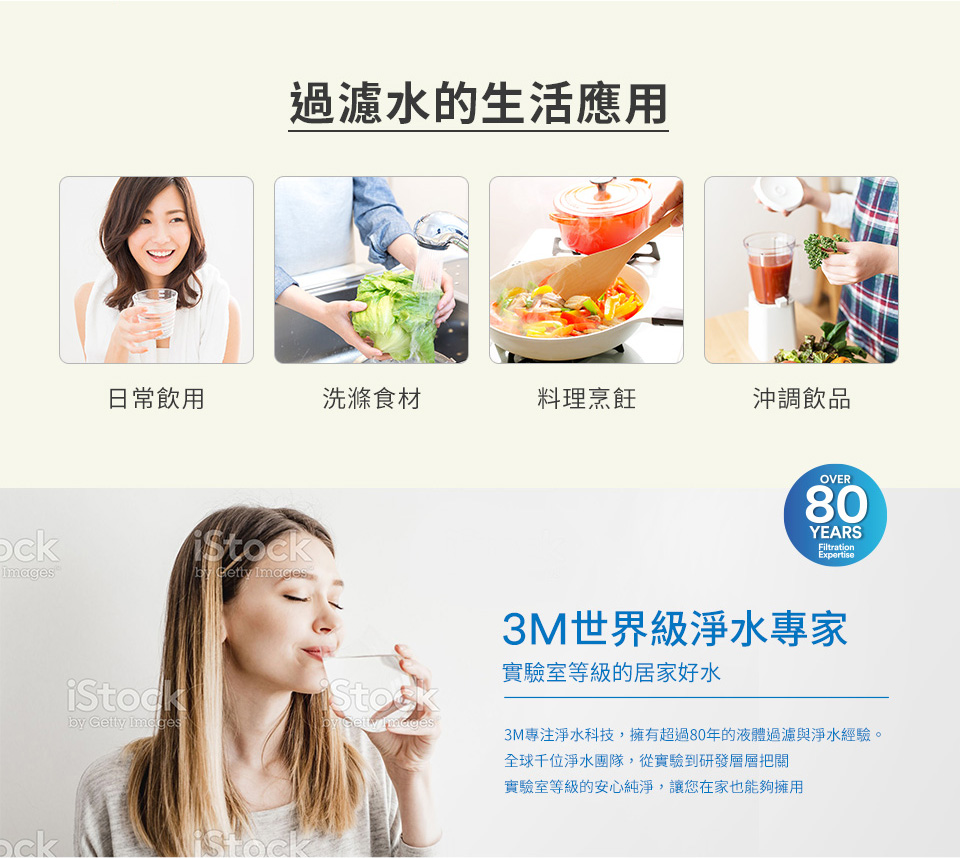 過濾水的生活應用
日常飲用
洗滌食材
料理烹飪
沖調飲品
OVER
80
YEARS
Filtration
Expertise
ock
Images
iStock
by Getty Images
3M世界級淨水專家
實驗室等級的居家好水
iStock
by Getty Images
iStock
by Getty Images
3M專注淨水科技，擁有超過80年的液體過濾與淨水經驗。
全球千位淨水團隊，從實驗到研發層層把關
實驗室等級的安心純淨，讓您在家也能夠擁用
ock
iStock